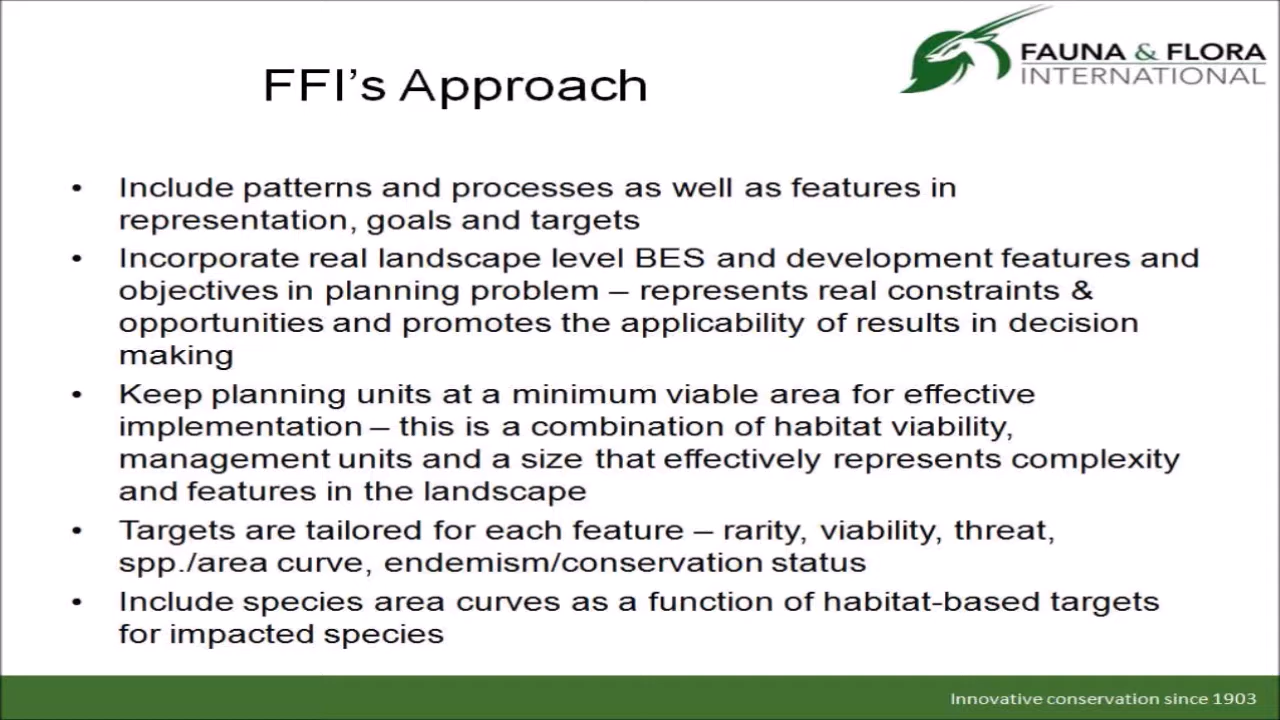 FAUNA & FLORA
INTERNATIONAL
FFI’s Approach
• Include patterns and processes as well as features in
representation, goals and targets
• Incorporate real landscape level BES and development features and
objectives in planning problem – represents real constraints &
opportunities and promotes the applicability of results in decision
making
• Keep planning units at a minimum viable area for effective
implementation – this is a combination of habitat viability,
management units and a size that effectively represents complexity
and features in the landscape
• Targets are tailored for each feature – rarity, viability, threat,
spp./area curve, endemism/conservation status
• Include species area curves as a function of habitat-based targets
for impacted species
Innovative conservation since 1903